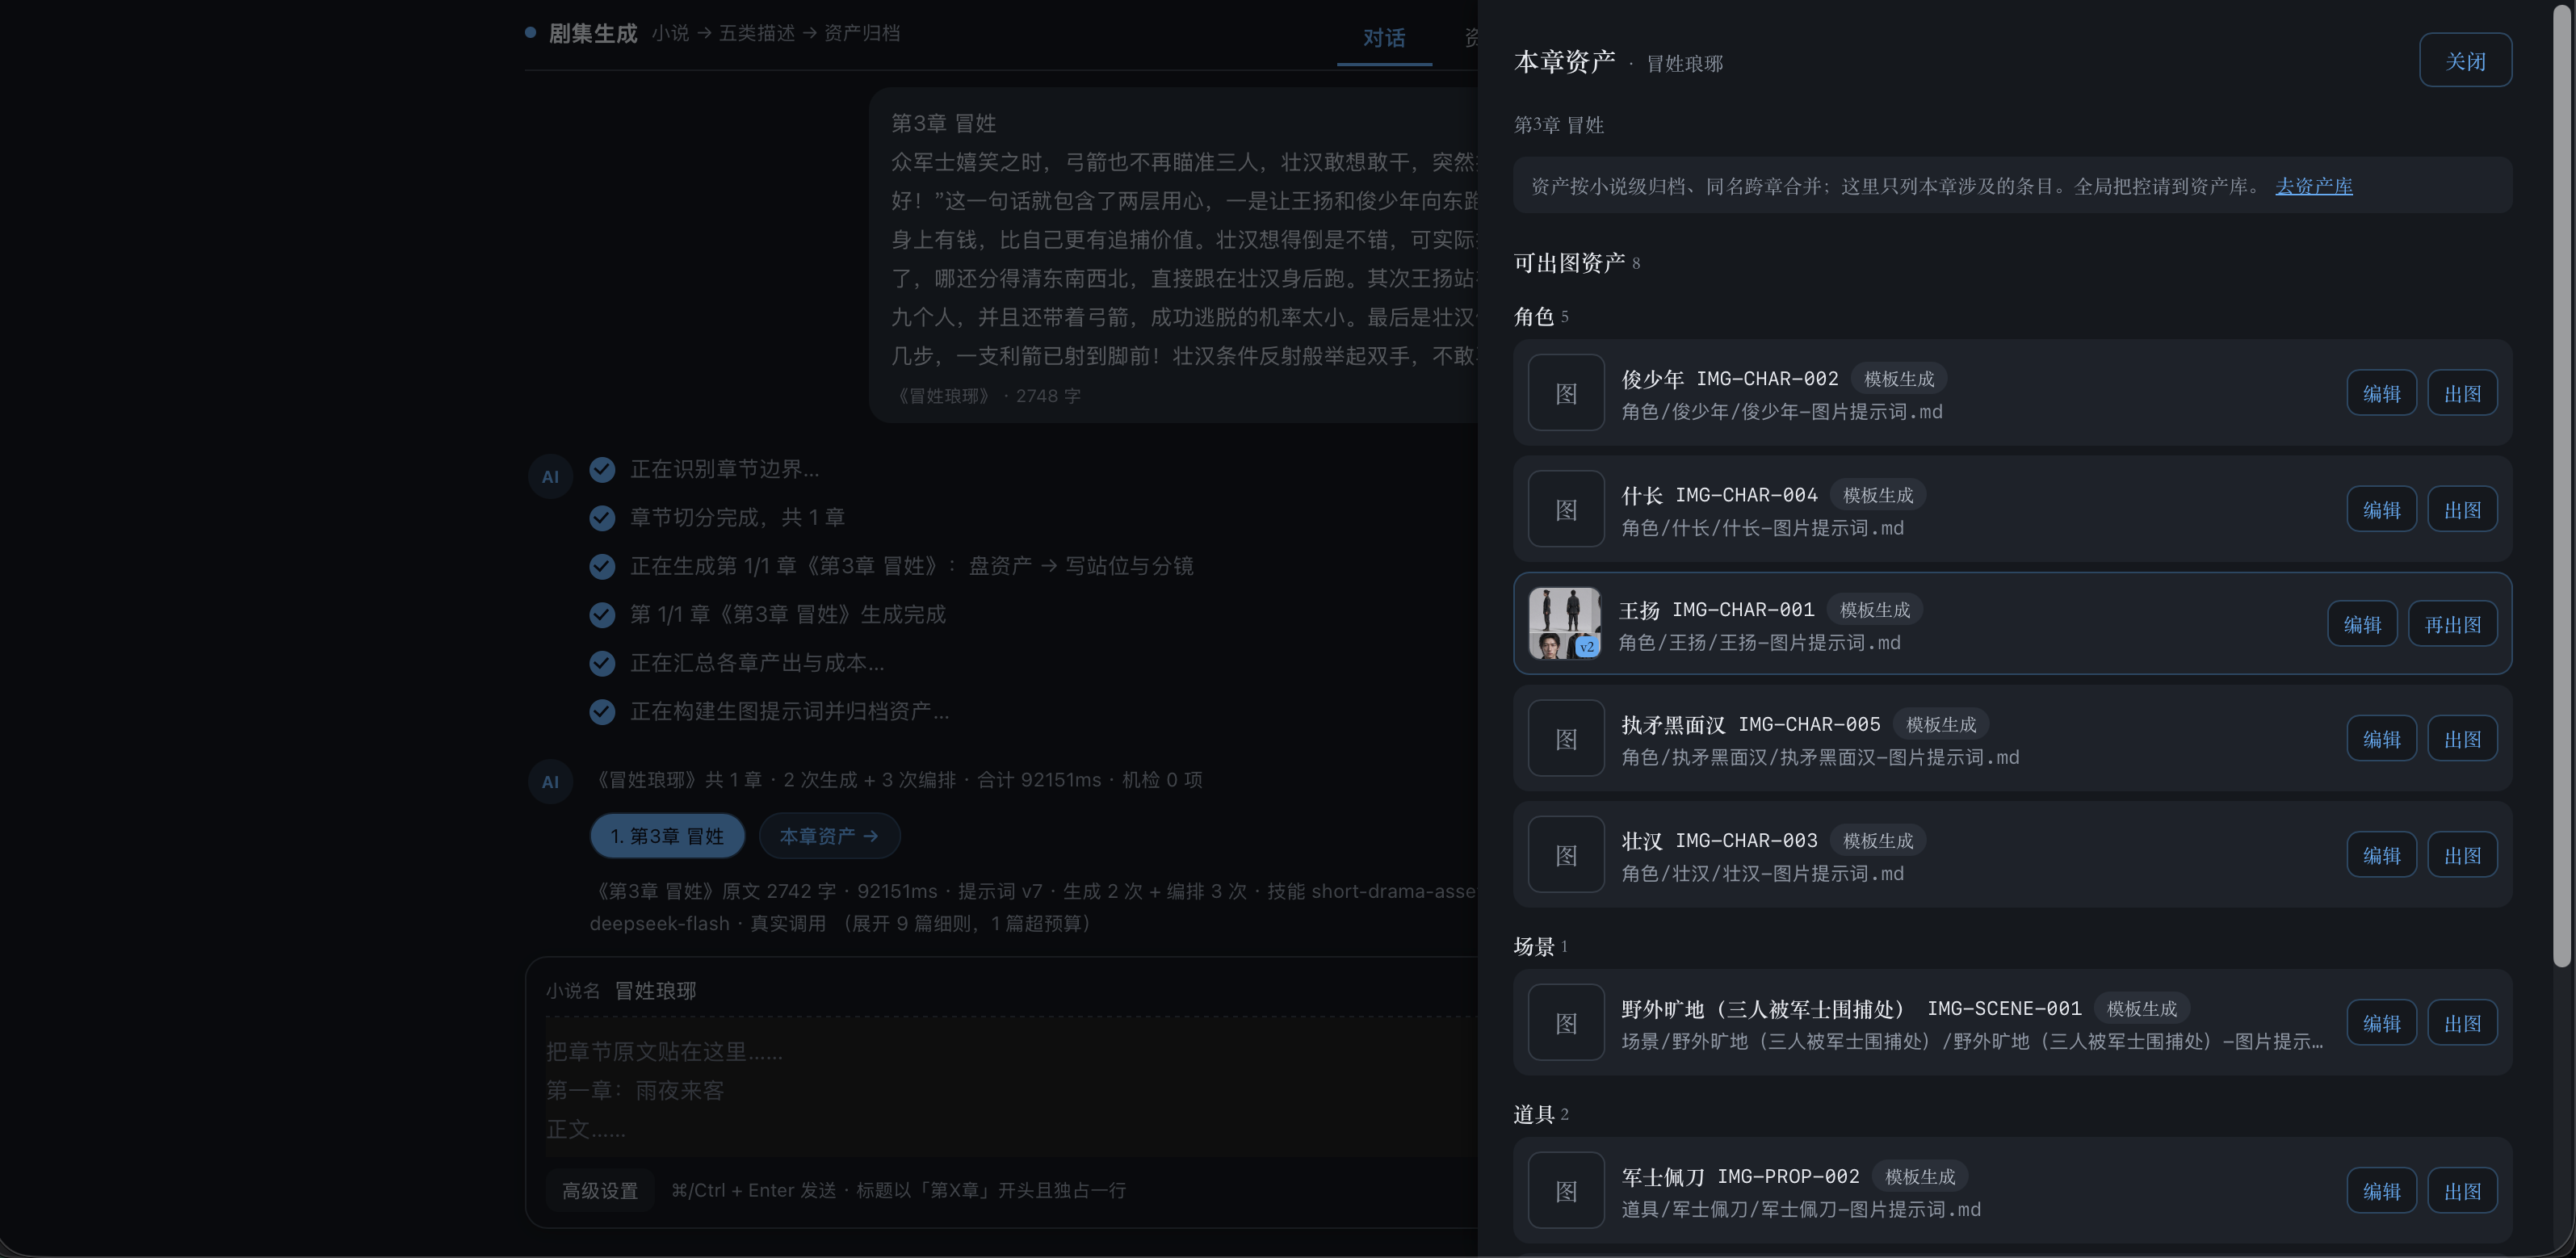 剧集生成 小说 → 五类描述 → 资产归档
对话
第3章 冒姓
众军士嬉笑之时，弓箭也不再瞄准三人，壮汉敢想敢干，突然
好！”这一句话就包含了两层用心，一是让王扬和俊少年向东跑
身上有钱，比自己更有追捕价值。壮汉想得倒是不错，可实际
了，哪还分得清东南西北，直接跟在壮汉身后跑。其次王扬站
九个人，并且还带着弓箭，成功逃脱的机率太小。最后是壮汉
几步，一支利箭已射到脚前！壮汉条件反射般举起双手，不敢
《冒姓琅琊》 · 2748 字
AI
正在识别章节边界...
章节切分完成，共 1 章
正在生成第 1/1 章《第3章 冒姓》：盘资产 → 写站位与分镜
第 1/1 章《第3章 冒姓》生成完成
正在汇总各章产出与成本...
正在构建生图提示词并归档资产...
AI
《冒姓琅琊》共 1 章 · 2 次生成 + 3 次编排 · 合计 92151ms · 机检 0 项
1. 第3章 冒姓
本章资产 →
《第3章 冒姓》原文 2742 字 · 92151ms · 提示词 v7 · 生成 2 次 + 编排 3 次 · 技能 short-drama-asse
deepseek-flash · 真实调用 （展开 9 篇细则，1 篇超预算）
小说名 冒姓琅琊
把章节原文贴在这里……
第一章：雨夜来客
正文……
高级设置
⌘/Ctrl + Enter 发送 · 标题以「第X章」开头且独占一行
本章资产 · 冒姓琅琊
关闭
第3章 冒姓
资产按小说级归档、同名跨章合并；这里只列本章涉及的条目。全局把控请到资产库。 去资产库
可出图资产 8
角色 5
图
俊少年 IMG-CHAR-002 模板生成
角色/俊少年/俊少年-图片提示词.md
编辑 出图
图
什长 IMG-CHAR-004 模板生成
角色/什长/什长-图片提示词.md
编辑 出图
v2
王扬 IMG-CHAR-001 模板生成
角色/王扬/王扬-图片提示词.md
编辑 再出图
图
执矛黑面汉 IMG-CHAR-005 模板生成
角色/执矛黑面汉/执矛黑面汉-图片提示词.md
编辑 出图
图
壮汉 IMG-CHAR-003 模板生成
角色/壮汉/壮汉-图片提示词.md
编辑 出图
场景 1
图
野外旷地（三人被军士围捕处） IMG-SCENE-001 模板生成
场景/野外旷地（三人被军士围捕处）/野外旷地（三人被军士围捕处）-图片提示…
编辑 出图
道具 2
图
军士佩刀 IMG-PROP-002 模板生成
道具/军士佩刀/军士佩刀-图片提示词.md
编辑 出图